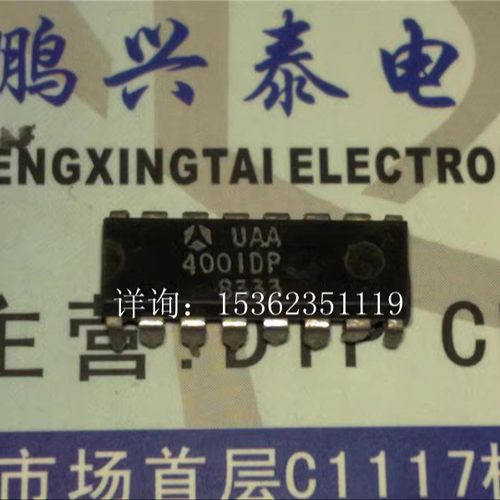 鹏兴泰电
ENGXINGTAI ELECTRO
UAA
4001DP
8333
详询：15362351119
主营:DIP C
市场首层C1117柜